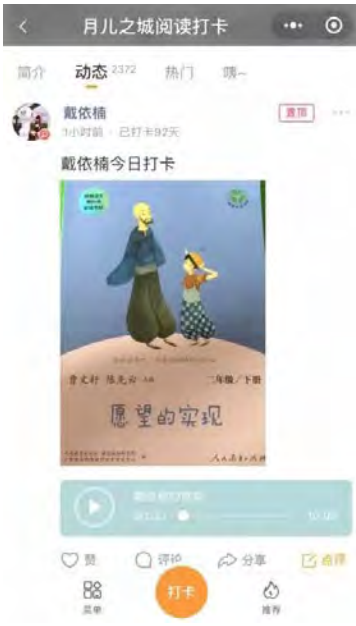 月儿之城阅读打卡
简介 动态 2372 热门 咦~
戴依楠
置顶
1小时前 · 已打卡92天
戴依楠今日打卡
曹文轩 陈先云 主编
二年级/下册
愿望的实现
人民教育出版社
赞 评论 分享 点评
菜单 打卡 推荐